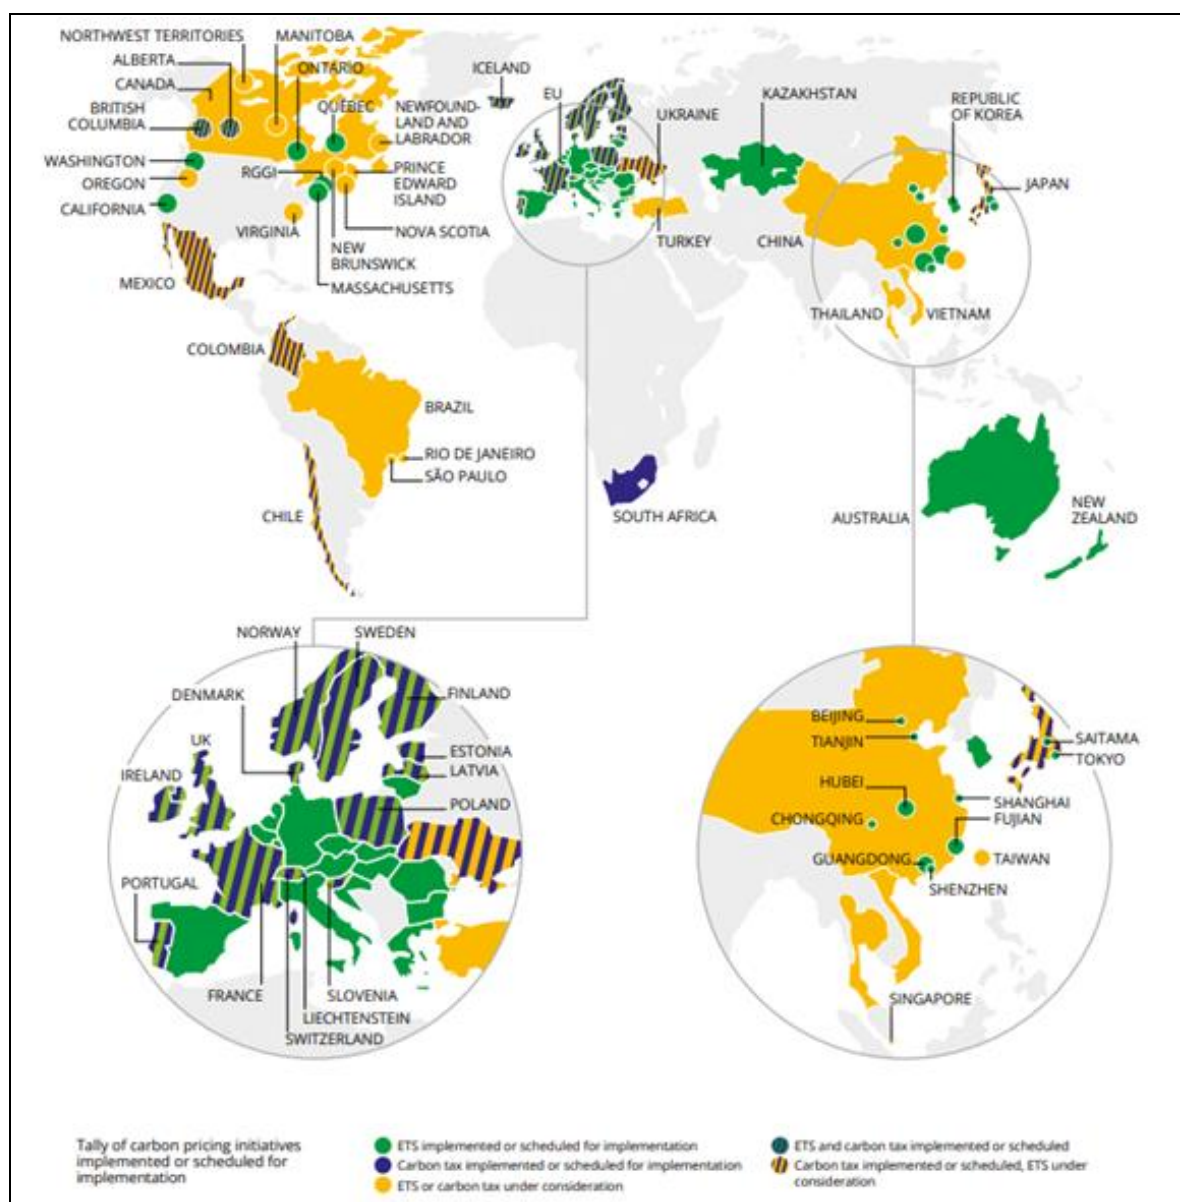 NORTHWEST TERRITORIES
MANITOBA
ALBERTA
ONTARIO
CANADA
BRITISH
COLUMBIA
QUÉBEC
NEWFOUND-
LAND AND
LABRADOR
WASHINGTON
OREGON
RGGI
PRINCE
EDWARD
ISLAND
CALIFORNIA
VIRGINIA
NOVA SCOTIA
NEW
BRUNSWICK
MASSACHUSETTS
MEXICO
ICELAND
EU
UKRAINE
KAZAKHSTAN
REPUBLIC
OF KOREA
JAPAN
TURKEY
CHINA
THAILAND
VIETNAM
COLOMBIA
BRAZIL
RIO DE JANEIRO
SÃO PAULO
CHILE
SOUTH AFRICA
AUSTRALIA
NEW
ZEALAND
NORWAY
SWEDEN
DENMARK
FINLAND
UK
ESTONIA
IRELAND
LATVIA
POLAND
PORTUGAL
FRANCE
SLOVENIA
LIECHTENSTEIN
SWITZERLAND
BEIJING
TIANJIN
SAITAMA
TOKYO
HUBEI
SHANGHAI
CHONGQING
FUJIAN
GUANGDONG
TAIWAN
SHENZHEN
SINGAPORE
Tally of carbon pricing initiatives
implemented or scheduled for
implementation
ETS implemented or scheduled for implementation
Carbon tax implemented or scheduled for implementation
ETS or carbon tax under consideration
ETS and carbon tax implemented or scheduled
Carbon tax implemented or scheduled, ETS under
consideration